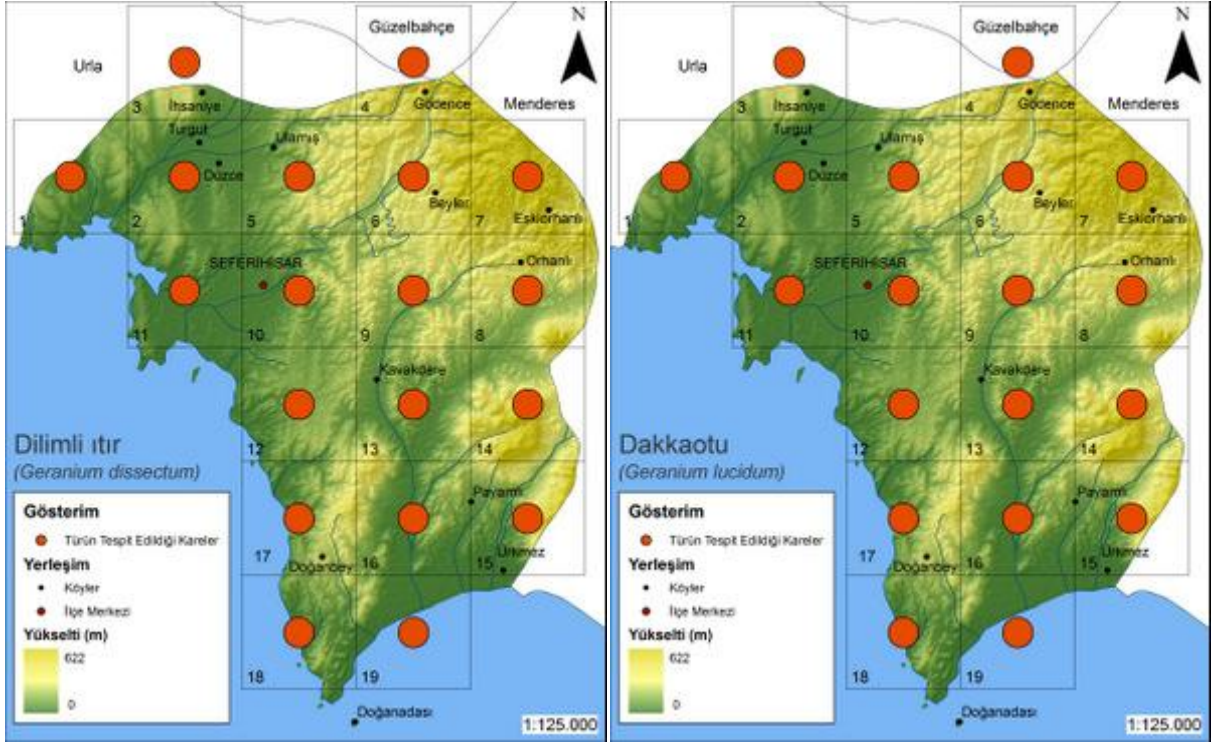 N
Güzelbahçe
Urla
3
İhsaniye
4
Gödence
Menderes
Turgut
Ulamış
Düzce
Beyler
1
2
5
6
7
Eskiorhanlı
SEFERİHİSAR
Orhanlı
11
10
9
8
Kavakdere
Dilimli ıtır
(Geranium dissectum)
12
13
14
Gösterim
Türün Tespit Edildiği Kareler
Yerleşim
Köyler
İlçe Merkezi
Yükselti (m)
622
0
Payamlı
Ürkmez
17
Doğanbey
16
15
18
19
Doğanadası
1:125.000
N
Güzelbahçe
Urla
3
İhsaniye
4
Gödence
Menderes
Turgut
Ulamış
Düzce
Beyler
1
2
5
6
7
Eskiorhanlı
SEFERİHİSAR
Orhanlı
11
10
9
8
Kavakdere
Dakkaotu
(Geranium lucidum)
12
13
14
Gösterim
Türün Tespit Edildiği Kareler
Yerleşim
Köyler
İlçe Merkezi
Yükselti (m)
622
0
Payamlı
Ürkmez
17
Doğanbey
16
15
18
19
Doğanadası
1:125.000